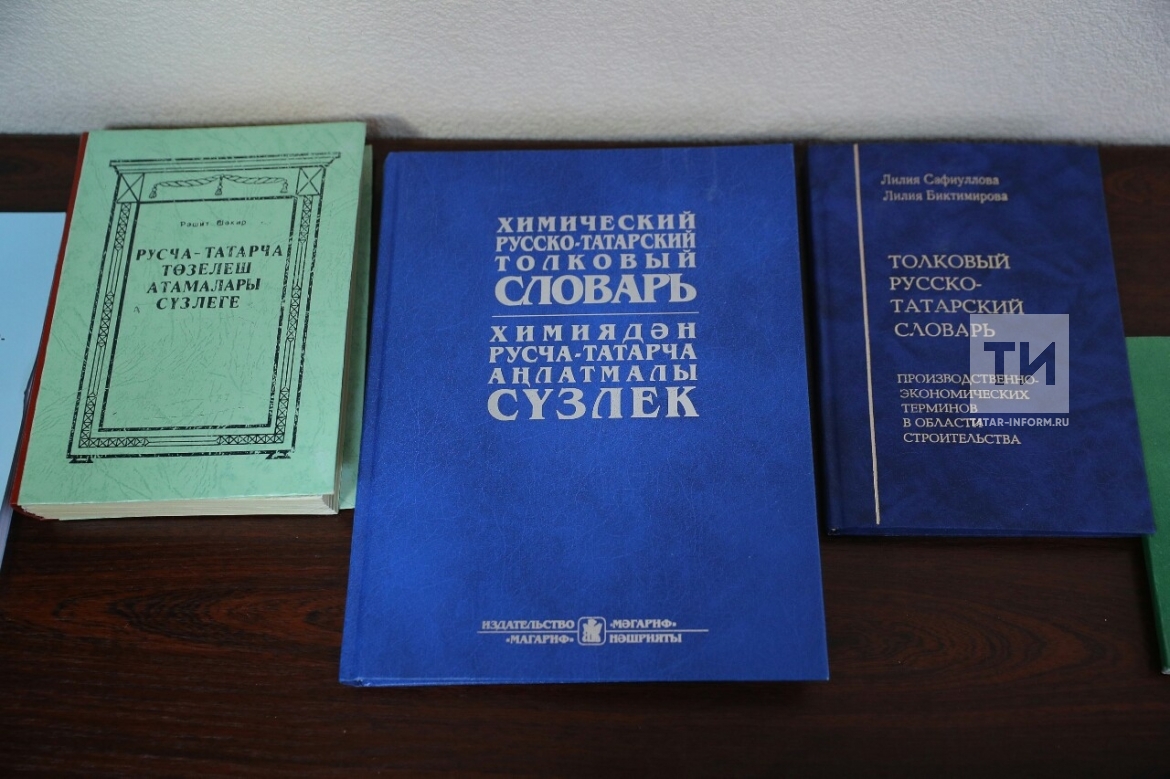 Рәшит Шакир
РУСЧА-ТАТАРЧА
ТӨЗЕЛЕШ
АТАМАЛАРЫ
СҮЗЛЕГЕ
ХИМИЧЕСКИЙ
РУССКО-ТАТАРСКИЙ
ТОЛКОВЫЙ
СЛОВАРЬ
ХИМИЯДӘН
РУСЧА-ТАТАРЧА
АҢЛАТМАЛЫ
СҮЗЛЕК
ИЗДАТЕЛЬСТВО «МӘГАРИФ»
«МАГАРИФ» НӘШРИЯТЫ
Лилия Сафиуллова
Лилия Биктимирова
ТОЛКОВЫЙ
РУССКО-
ТАТАРСКИЙ
СЛОВАРЬ
ПРОИЗВОДСТВЕННО-
ЭКОНОМИЧЕСКИХ
ТЕРМИНОВ
В ОБЛАСТИ
СТРОИТЕЛЬСТВА
ТИ
TATAR-INFORM.RU